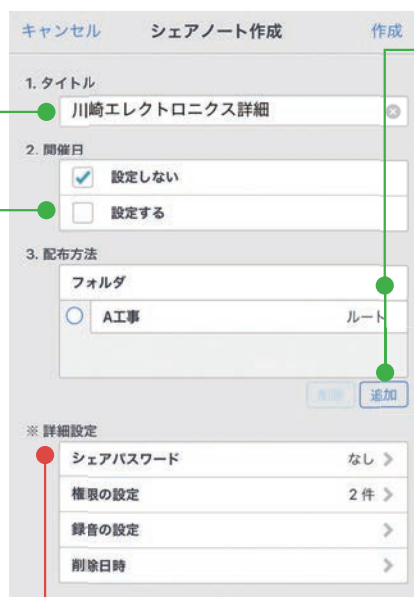 キャンセル シェアノート作成 作成
1. タイトル
川崎エレクトロニクス詳細
2. 開催日
設定しない
設定する
3. 配布方法
フォルダ
A工事 ルート
削除 追加
※ 詳細設定
シェアパスワード なし
権限の設定 2 件
録音の設定
削除日時